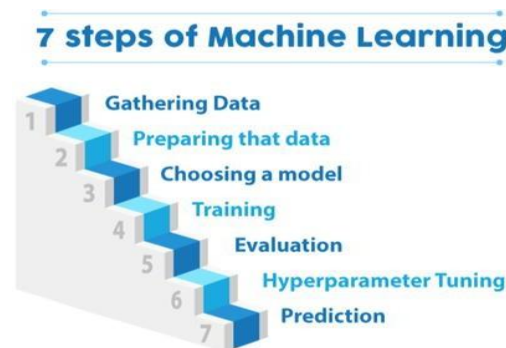 7 steps of Machine Learning
1 Gathering Data
2 Preparing that data
3 Choosing a model
4 Training
5 Evaluation
6 Hyperparameter Tuning
7 Prediction